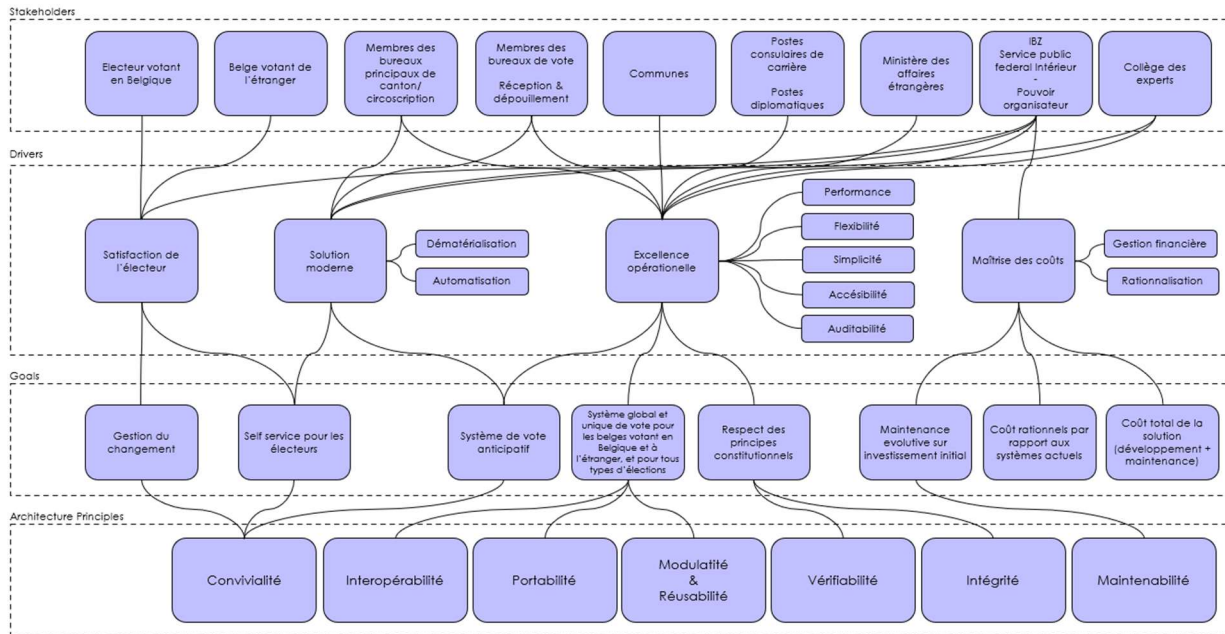 Stakeholders
Electeur votant
en Belgique
Belge votant de
l'étranger
Membres des
bureaux
principaux de
canton/
circoscription
Membres des
bureaux de vote
Réception &
dépouillement
Communes
Postes
consulaires de
carrière
Postes
diplomatiques
Ministère des
affaires
étrangères
IBZ
Service public
federal Intérieur
-
Pouvoir
organisateur
Collège des
experts
Drivers
Satisfaction de
l'électeur
Solution
moderne
Dématérialisation
Automatisation
Excellence
opérationelle
Performance
Flexibilité
Simplicité
Accésibilité
Auditabilité
Maîtrise des coûts
Gestion financière
Rationnalisation
Goals
Gestion du
changement
Self service pour les
électeurs
Système de vote
anticipatif
Système global et
unique de vote pour
les belges votant en
Belgique et à
l'étranger, et pour tous
types d'élections
Respect des
principes
constitutionnels
Maintenance
evolutive sur
investissement initial
Coût rationnels par
rapport aux
systèmes actuels
Coût total de la
solution
(développement +
maintenance)
Architecture Principles
Convivialité
Interopérabilité
Portabilité
Modulatité
&
Réusabilité
Vérifiabilité
Intégrité
Maintenabilité